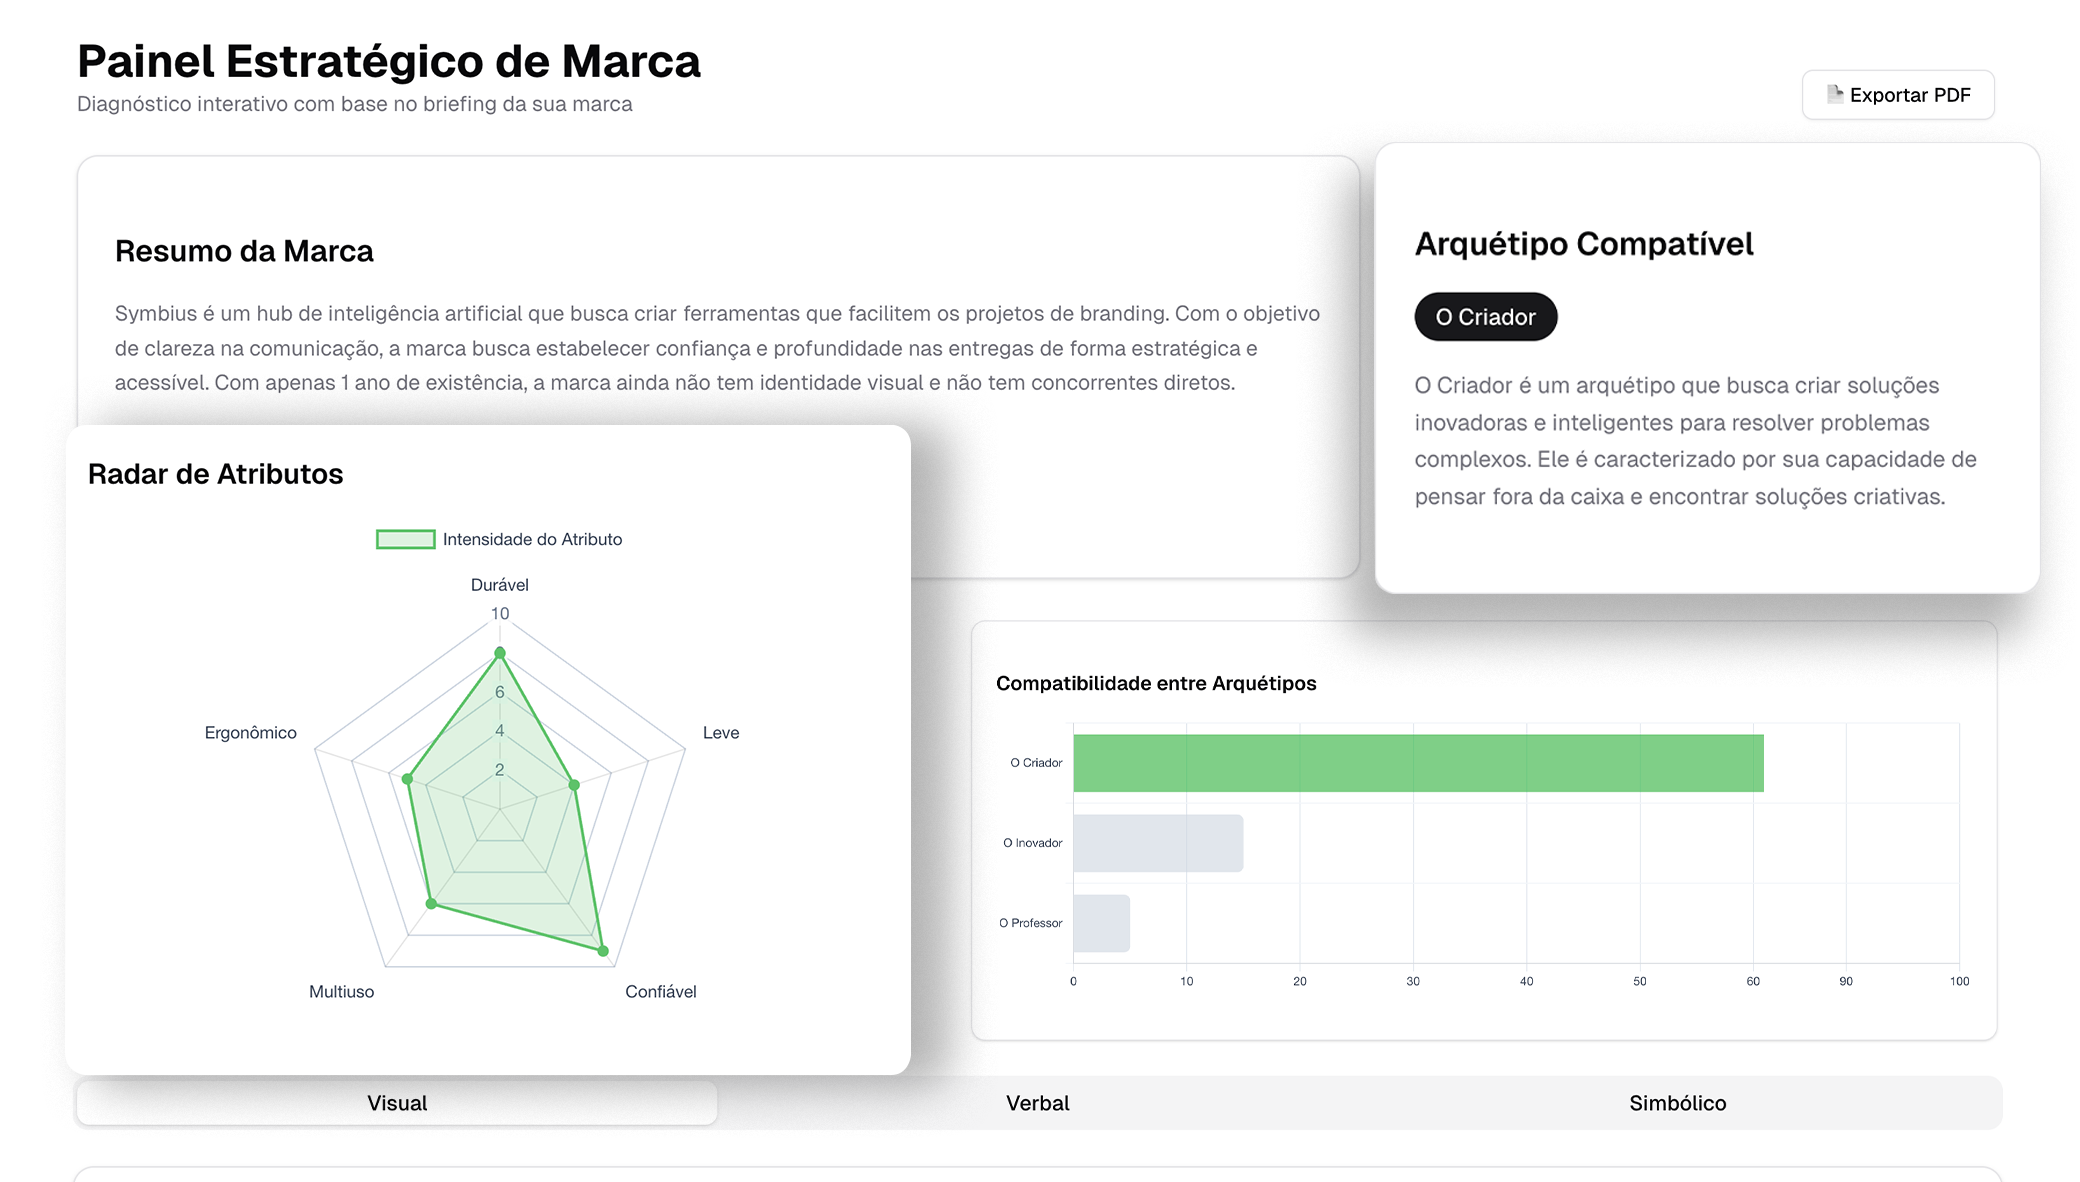 Painel Estratégico de Marca
Diagnóstico interativo com base no briefing da sua marca
Exportar PDF
Resumo da Marca
Symbius é um hub de inteligência artificial que busca criar ferramentas que facilitem os projetos de branding. Com o objetivo
de clareza na comunicação, a marca busca estabelecer confiança e profundidade nas entregas de forma estratégica e
acessível. Com apenas 1 ano de existência, a marca ainda não tem identidade visual e não tem concorrentes diretos.
Arquétipo Compatível
O Criador
O Criador é um arquétipo que busca criar soluções
inovadoras e inteligentes para resolver problemas
complexos. Ele é caracterizado por sua capacidade de
pensar fora da caixa e encontrar soluções criativas.
Radar de Atributos
Intensidade do Atributo
Durável
10
6
4
2
Ergonômico
Leve
Multiuso
Confiável
Compatibilidade entre Arquétipos
O Criador
O Inovador
O Professor
0 10 20 30 40 50 60 90 100
Visual
Verbal
Simbólico